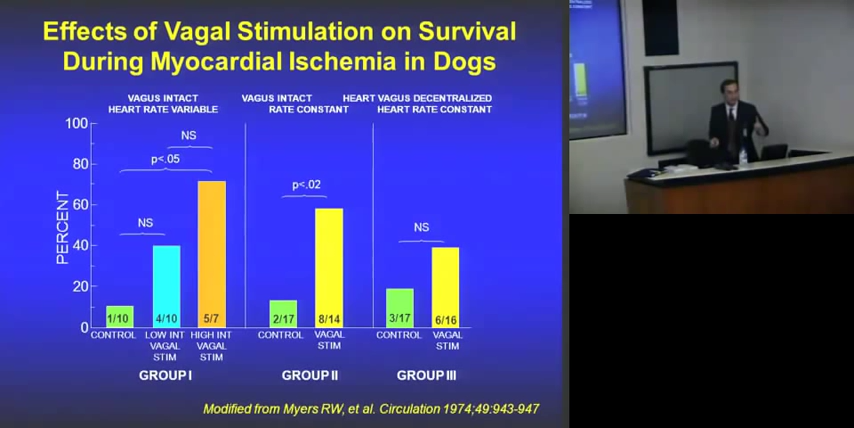 Effects of Vagal Stimulation on Survival
During Myocardial Ischemia in Dogs
VAGUS INTACT
HEART RATE VARIABLE
VAGUS INTACT HEART
RATE CONSTANT
VAGUS DECENTRALIZED
HEART RATE CONSTANT
PERCENT
100
80
60
40
20
0
NS
p<.05
NS
1/10
4/10
5/7
CONTROL
LOW INT
VAGAL
STIM
HIGH INT
VAGAL
STIM
GROUP I
p<.02
2/17
8/14
CONTROL
VAGAL
STIM
GROUP II
NS
3/17
6/16
CONTROL
VAGAL
STIM
GROUP III
Modified from Myers RW, et al. Circulation 1974;49:943-947